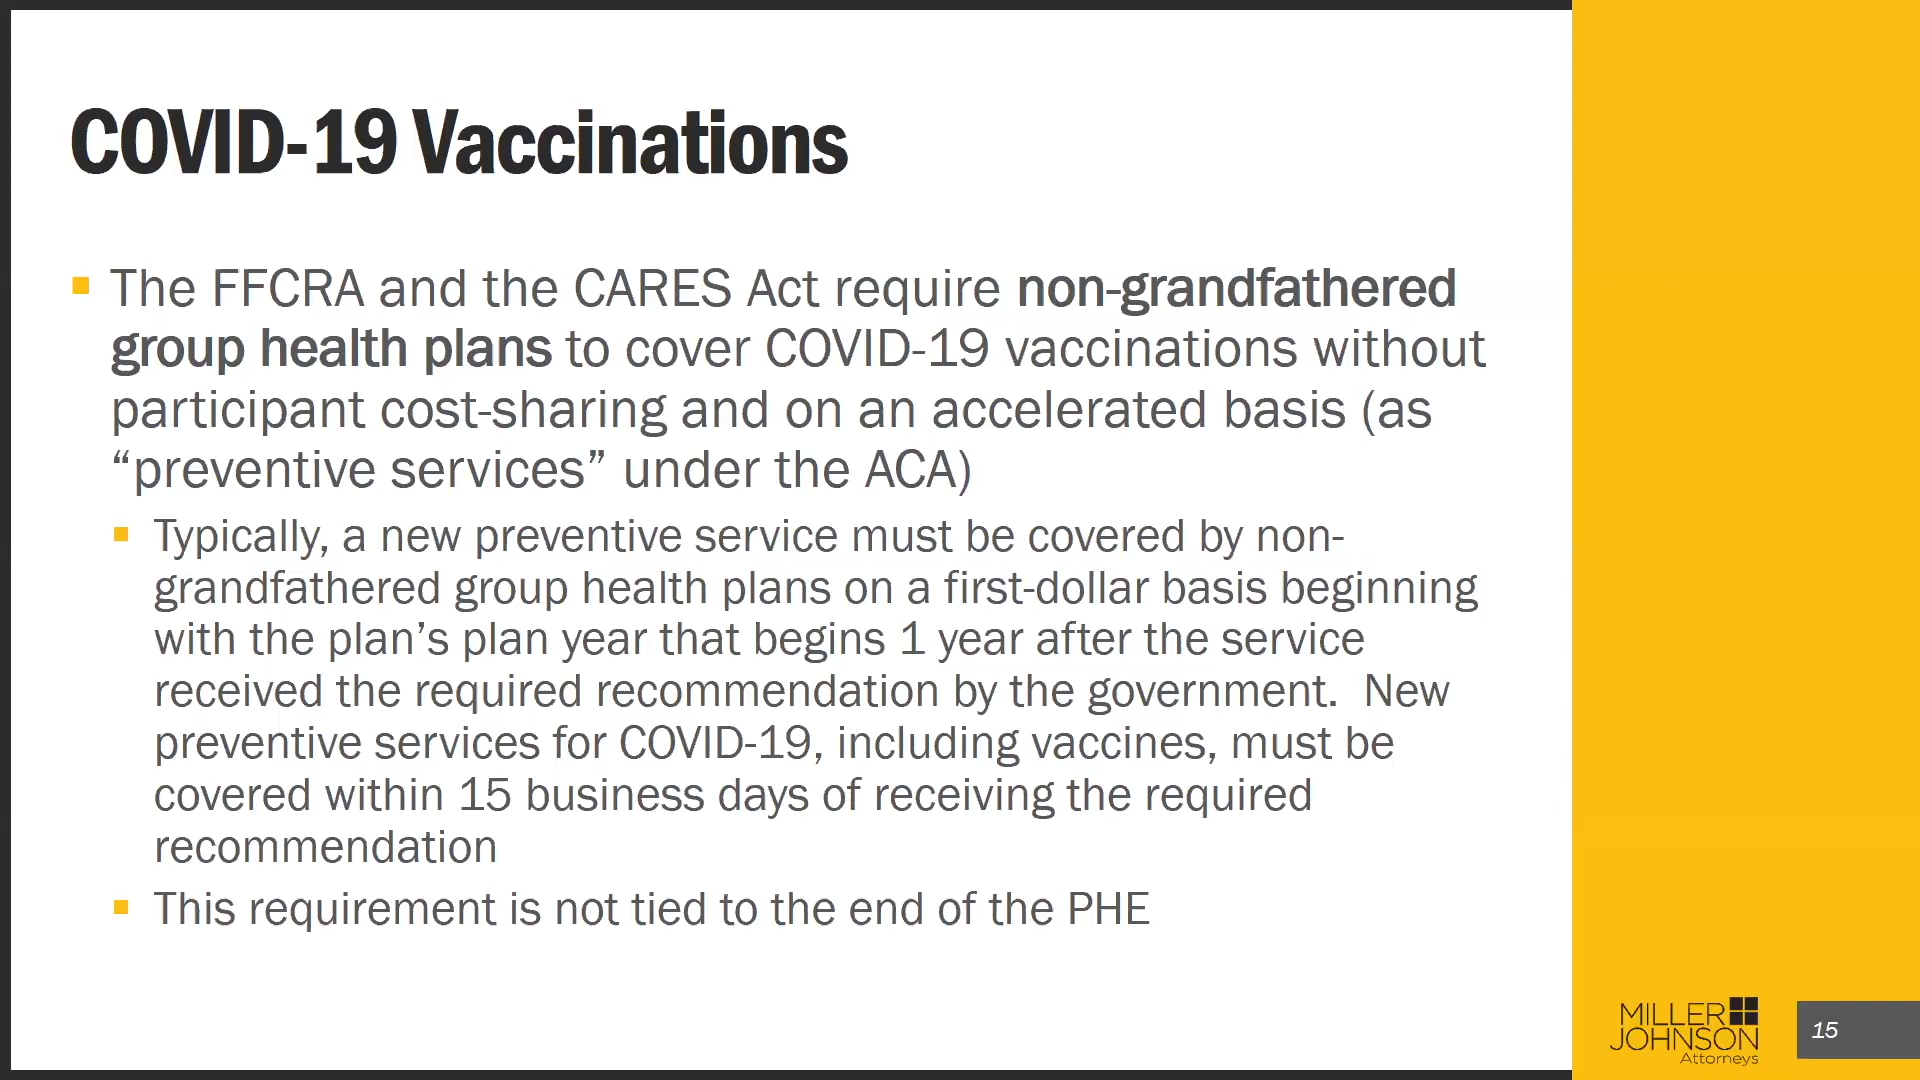 COVID-19 Vaccinations
The FFCRA and the CARES Act require non-grandfathered
group health plans to cover COVID-19 vaccinations without
participant cost-sharing and on an accelerated basis (as
“preventive services” under the ACA)
Typically, a new preventive service must be covered by non-
grandfathered group health plans on a first-dollar basis beginning
with the plan’s plan year that begins 1 year after the service
received the required recommendation by the government.  New
preventive services for COVID-19, including vaccines, must be
covered within 15 business days of receiving the required
recommendation
This requirement is not tied to the end of the PHE
MILLER
JOHNSON
Attorneys
15